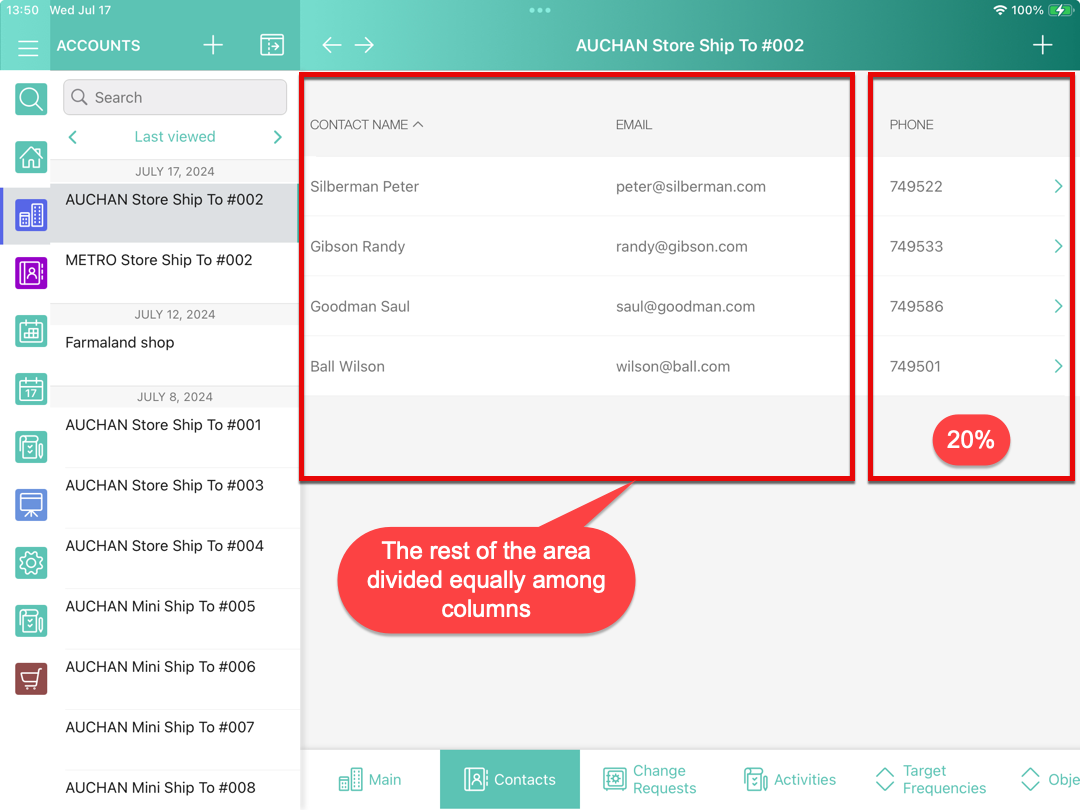 13:50 Wed Jul 17
100%
ACCOUNTS
AUCHAN Store Ship To #002
Search
Last viewed
JULY 17, 2024
AUCHAN Store Ship To #002
METRO Store Ship To #002
JULY 12, 2024
Farmaland shop
JULY 8, 2024
AUCHAN Store Ship To #001
AUCHAN Store Ship To #003
AUCHAN Store Ship To #004
AUCHAN Mini Ship To #005
AUCHAN Mini Ship To #006
AUCHAN Mini Ship To #007
AUCHAN Mini Ship To #008
17
CONTACT NAME EMAIL PHONE
Silberman Peter peter@silberman.com 749522
Gibson Randy randy@gibson.com 749533
Goodman Saul saul@goodman.com 749586
Ball Wilson wilson@ball.com 749501
20%
The rest of the area
divided equally among
columns
Main
Contacts
Change
Requests
Activities
Target
Frequencies
Obje